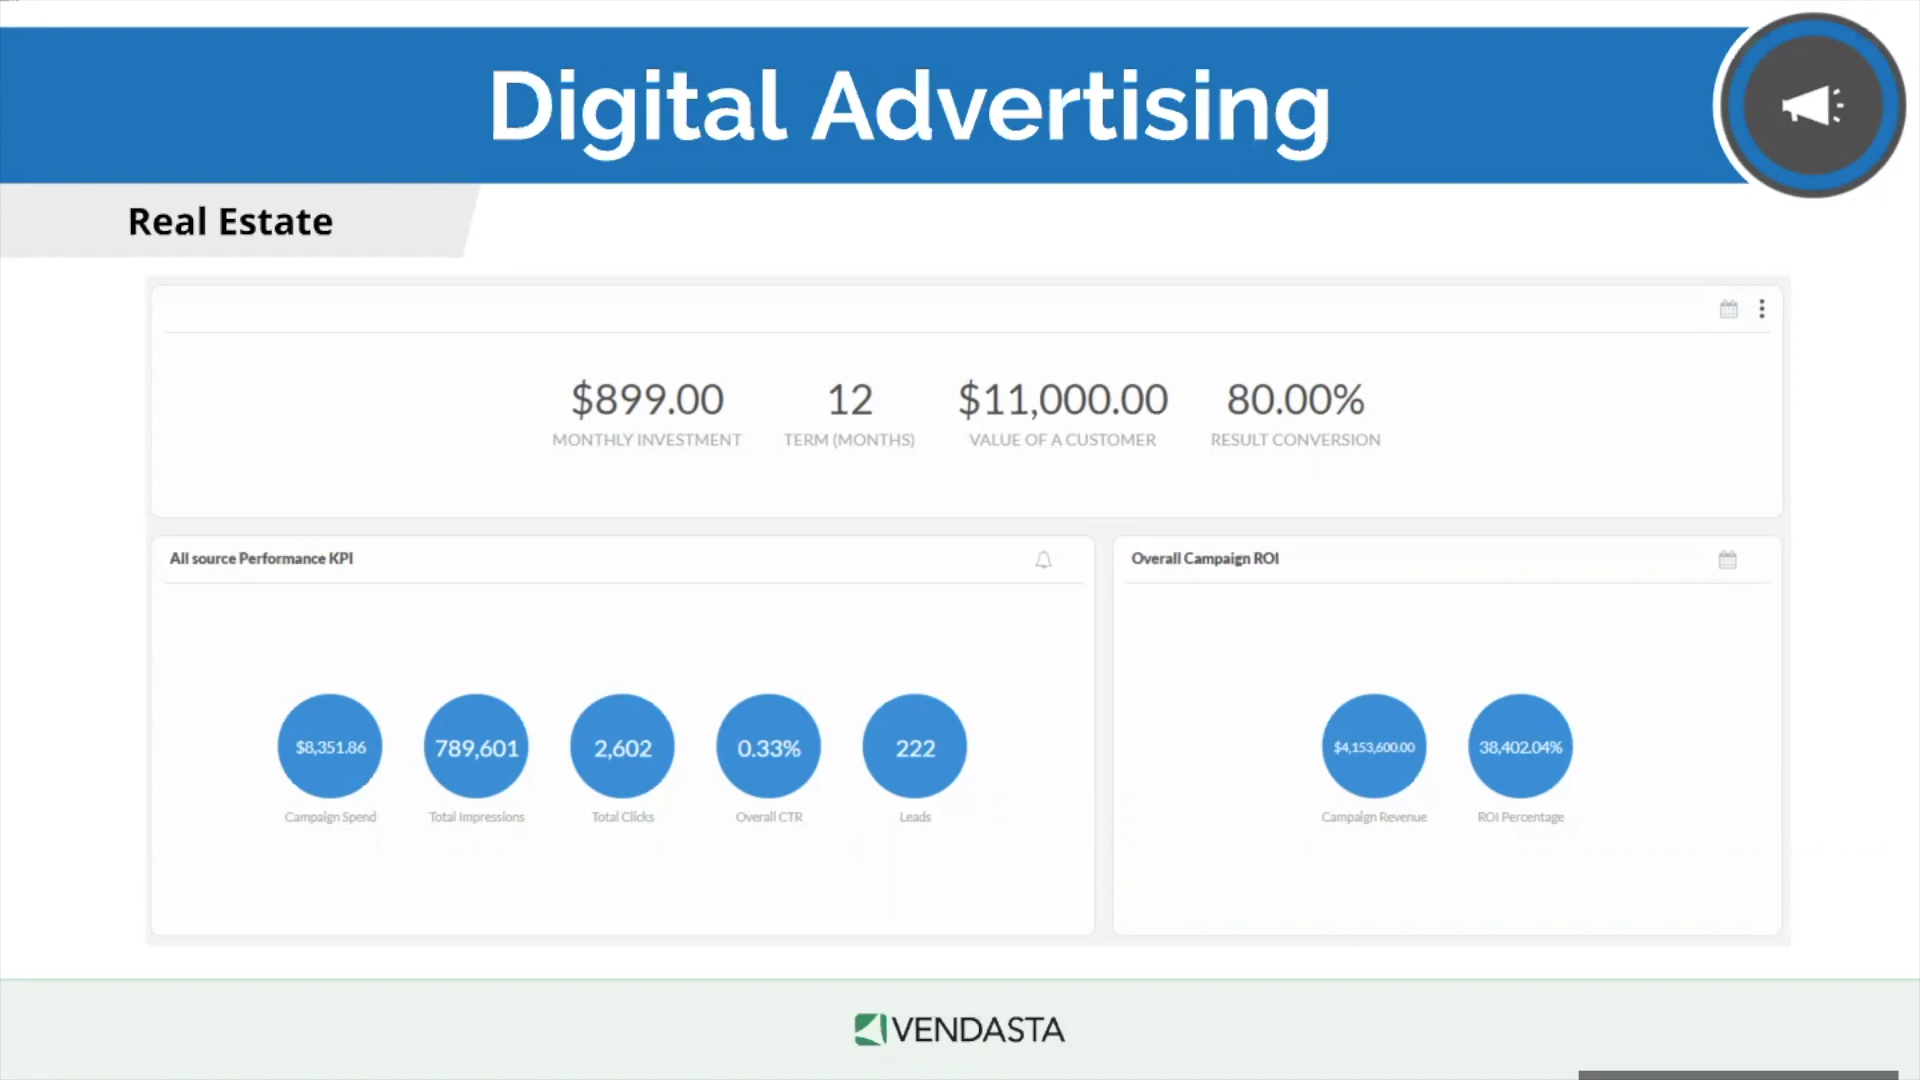 Digital Advertising
Real Estate
$899.00 12 $11,000.00 80.00%
MONTHLY INVESTMENT TERM (MONTHS) VALUE OF A CUSTOMER RESULT CONVERSION
All source Performance KPI
$8,351.86 789,601 2,602 0.33% 222
Campaign Spend Total Impressions Total Clicks Overall CTR Leads
Overall Campaign ROI
$4,153,600.00 38,402.04%
Campaign Revenue ROI Percentage
VENDASTA